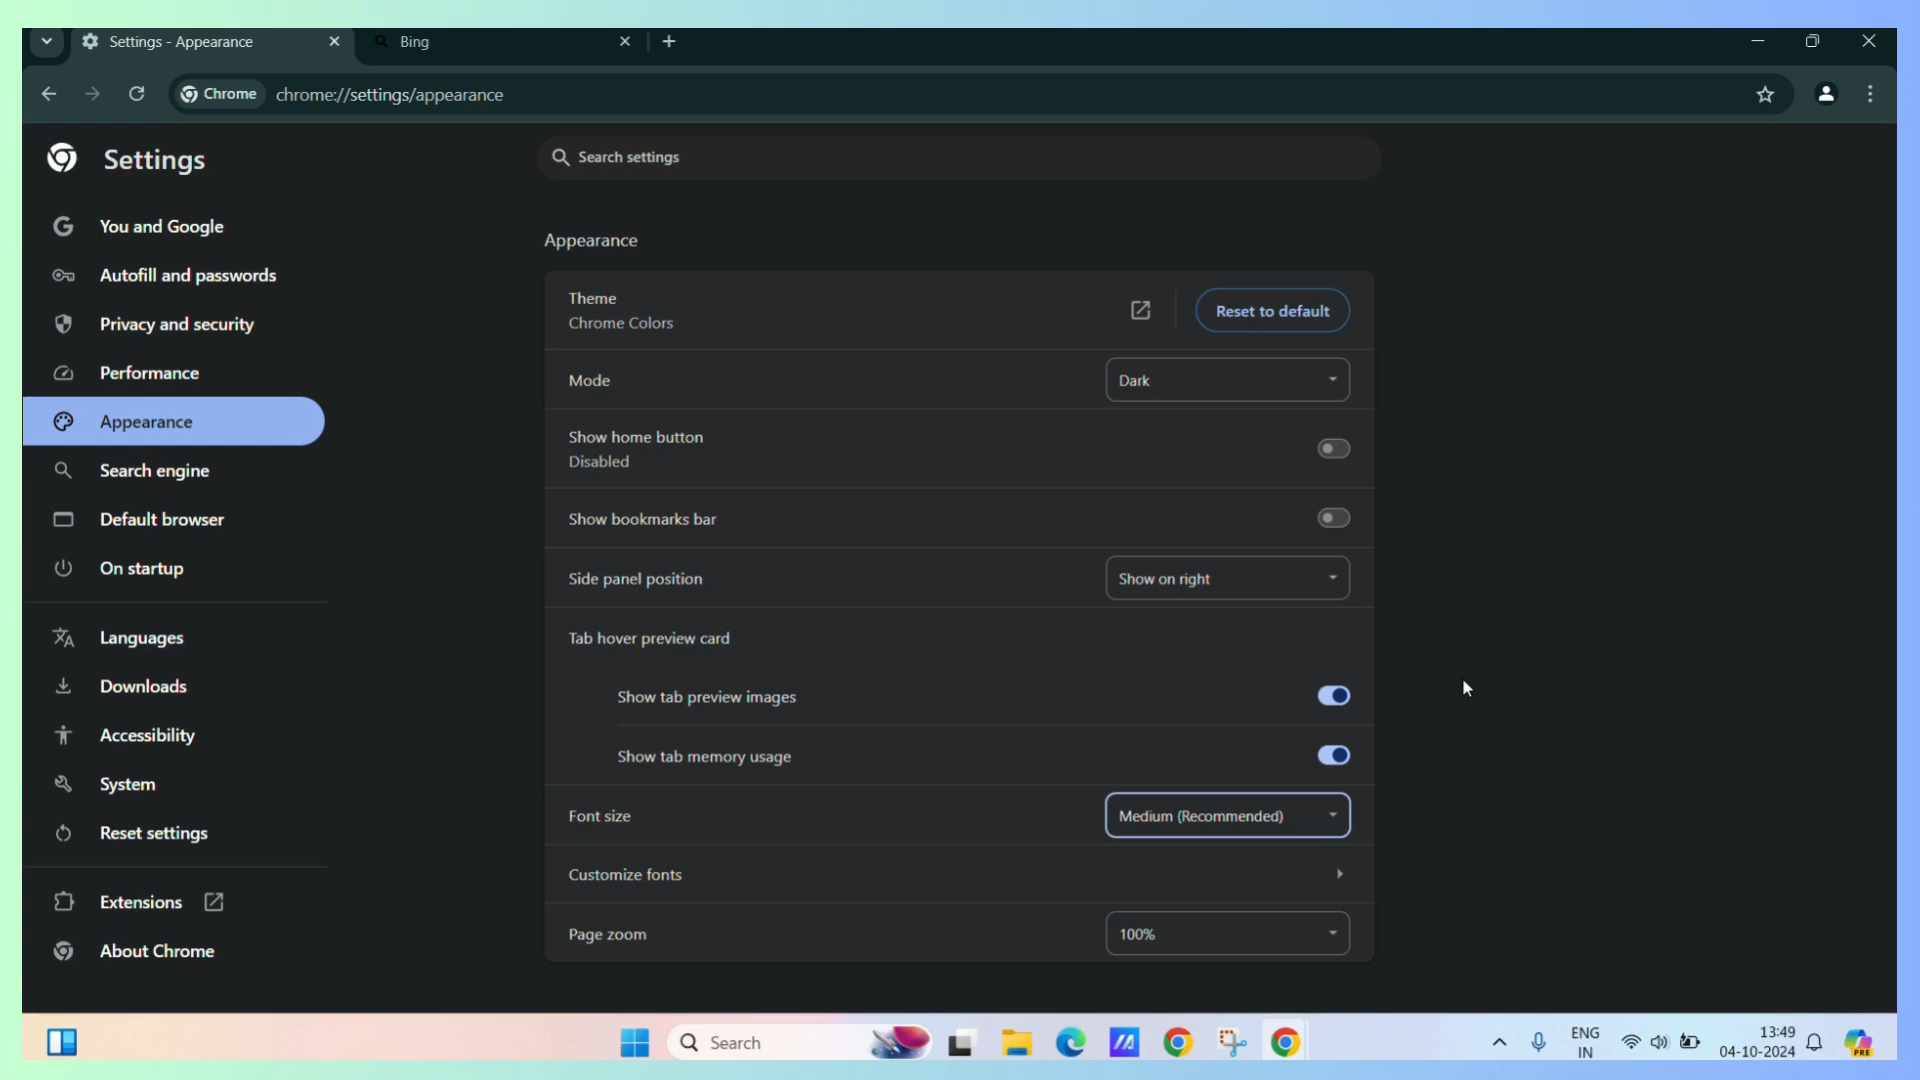 Settings - Appearance
Bing
Chrome
chrome://settings/appearance
Settings
Search settings
You and Google
Autofill and passwords
Privacy and security
Performance
Appearance
Search engine
Default browser
On startup
Languages
Downloads
Accessibility
System
Reset settings
Extensions
About Chrome
Appearance
Theme
Chrome Colors
Reset to default
Mode
Dark
Show home button
Disabled
Show bookmarks bar
Side panel position
Show on right
Tab hover preview card
Show tab preview images
Show tab memory usage
Font size
Medium (Recommended)
Customize fonts
Page zoom
100%
Search
ENG
IN
13:49
04-10-2024
PRE